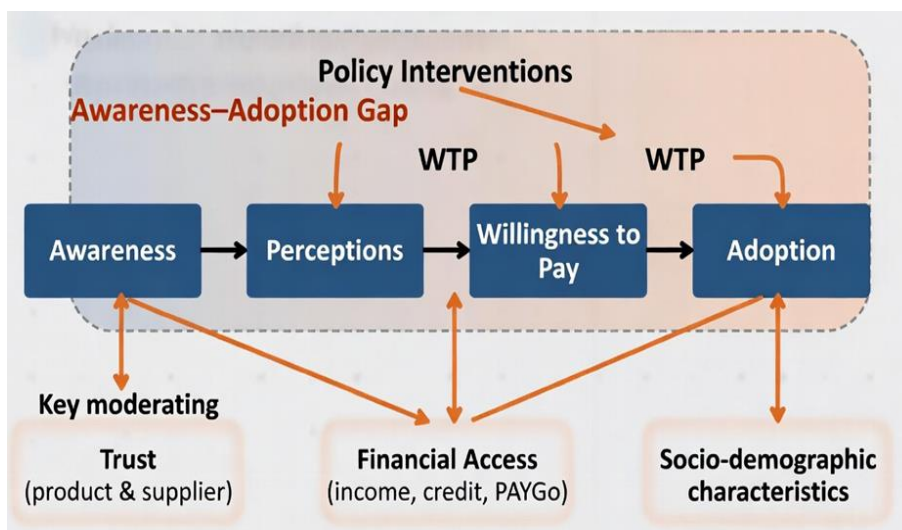 Policy Interventions
Awareness–Adoption Gap
WTP
WTP
Awareness
Perceptions
Willingness to
Pay
Adoption
Key moderating
Trust
(product & supplier)
Financial Access
(income, credit, PAYGo)
Socio-demographic
characteristics